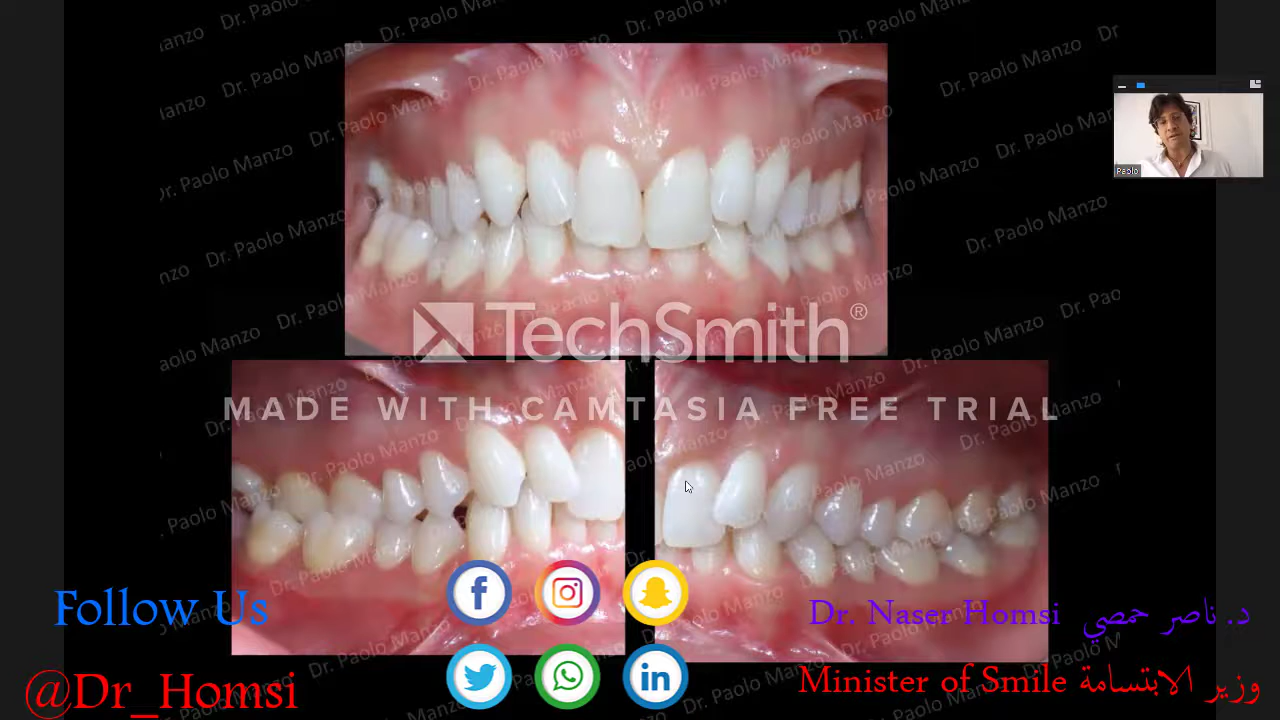 Dr. Paolo Manzo
Paolo
TechSmith®
MADE WITH CAMTASIA FREE TRIAL
Follow Us
@Dr_Homsi
Dr. Naser Homsi د. ناصر حمصي
Minister of Smile وزير الابتسامة